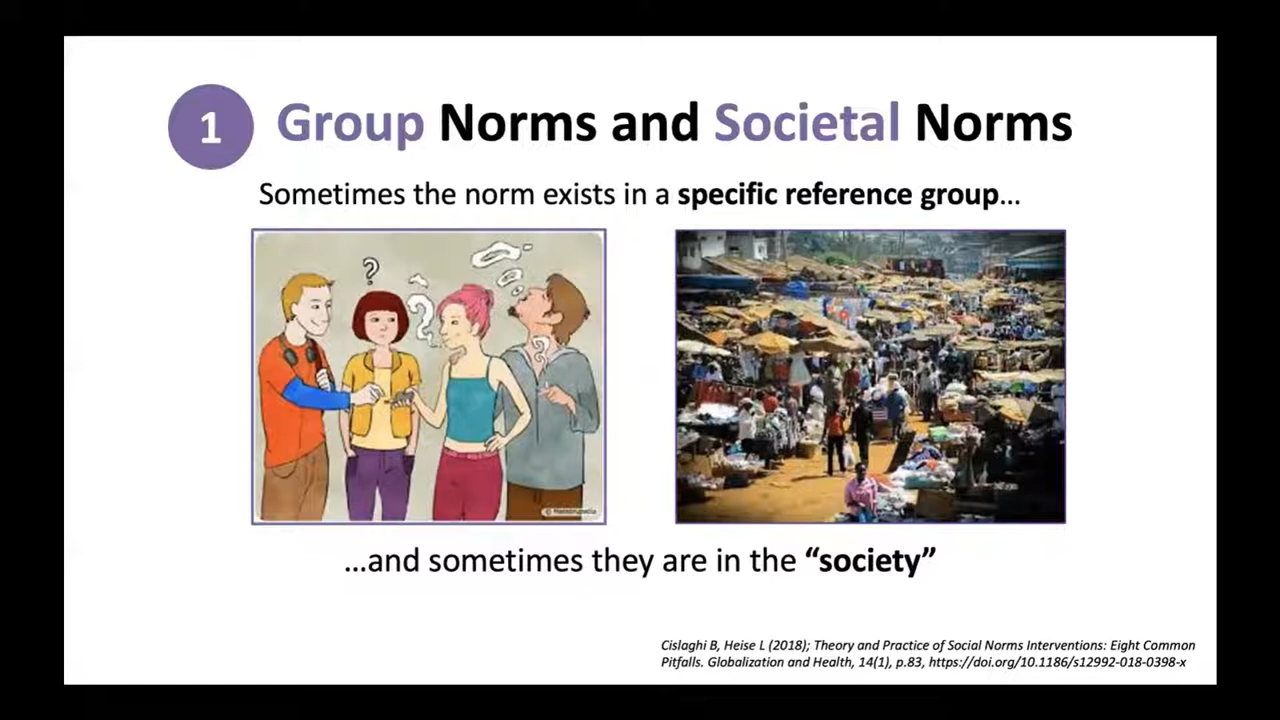 1
Group Norms and Societal Norms
Sometimes the norm exists in a specific reference group...
? 
© Menstrupedia
...and sometimes they are in the “society”
Cislaghi B, Heise L (2018); Theory and Practice of Social Norms Interventions: Eight Common
Pitfalls. Globalization and Health, 14(1), p.83, https://doi.org/10.1186/s12992-018-0398-x